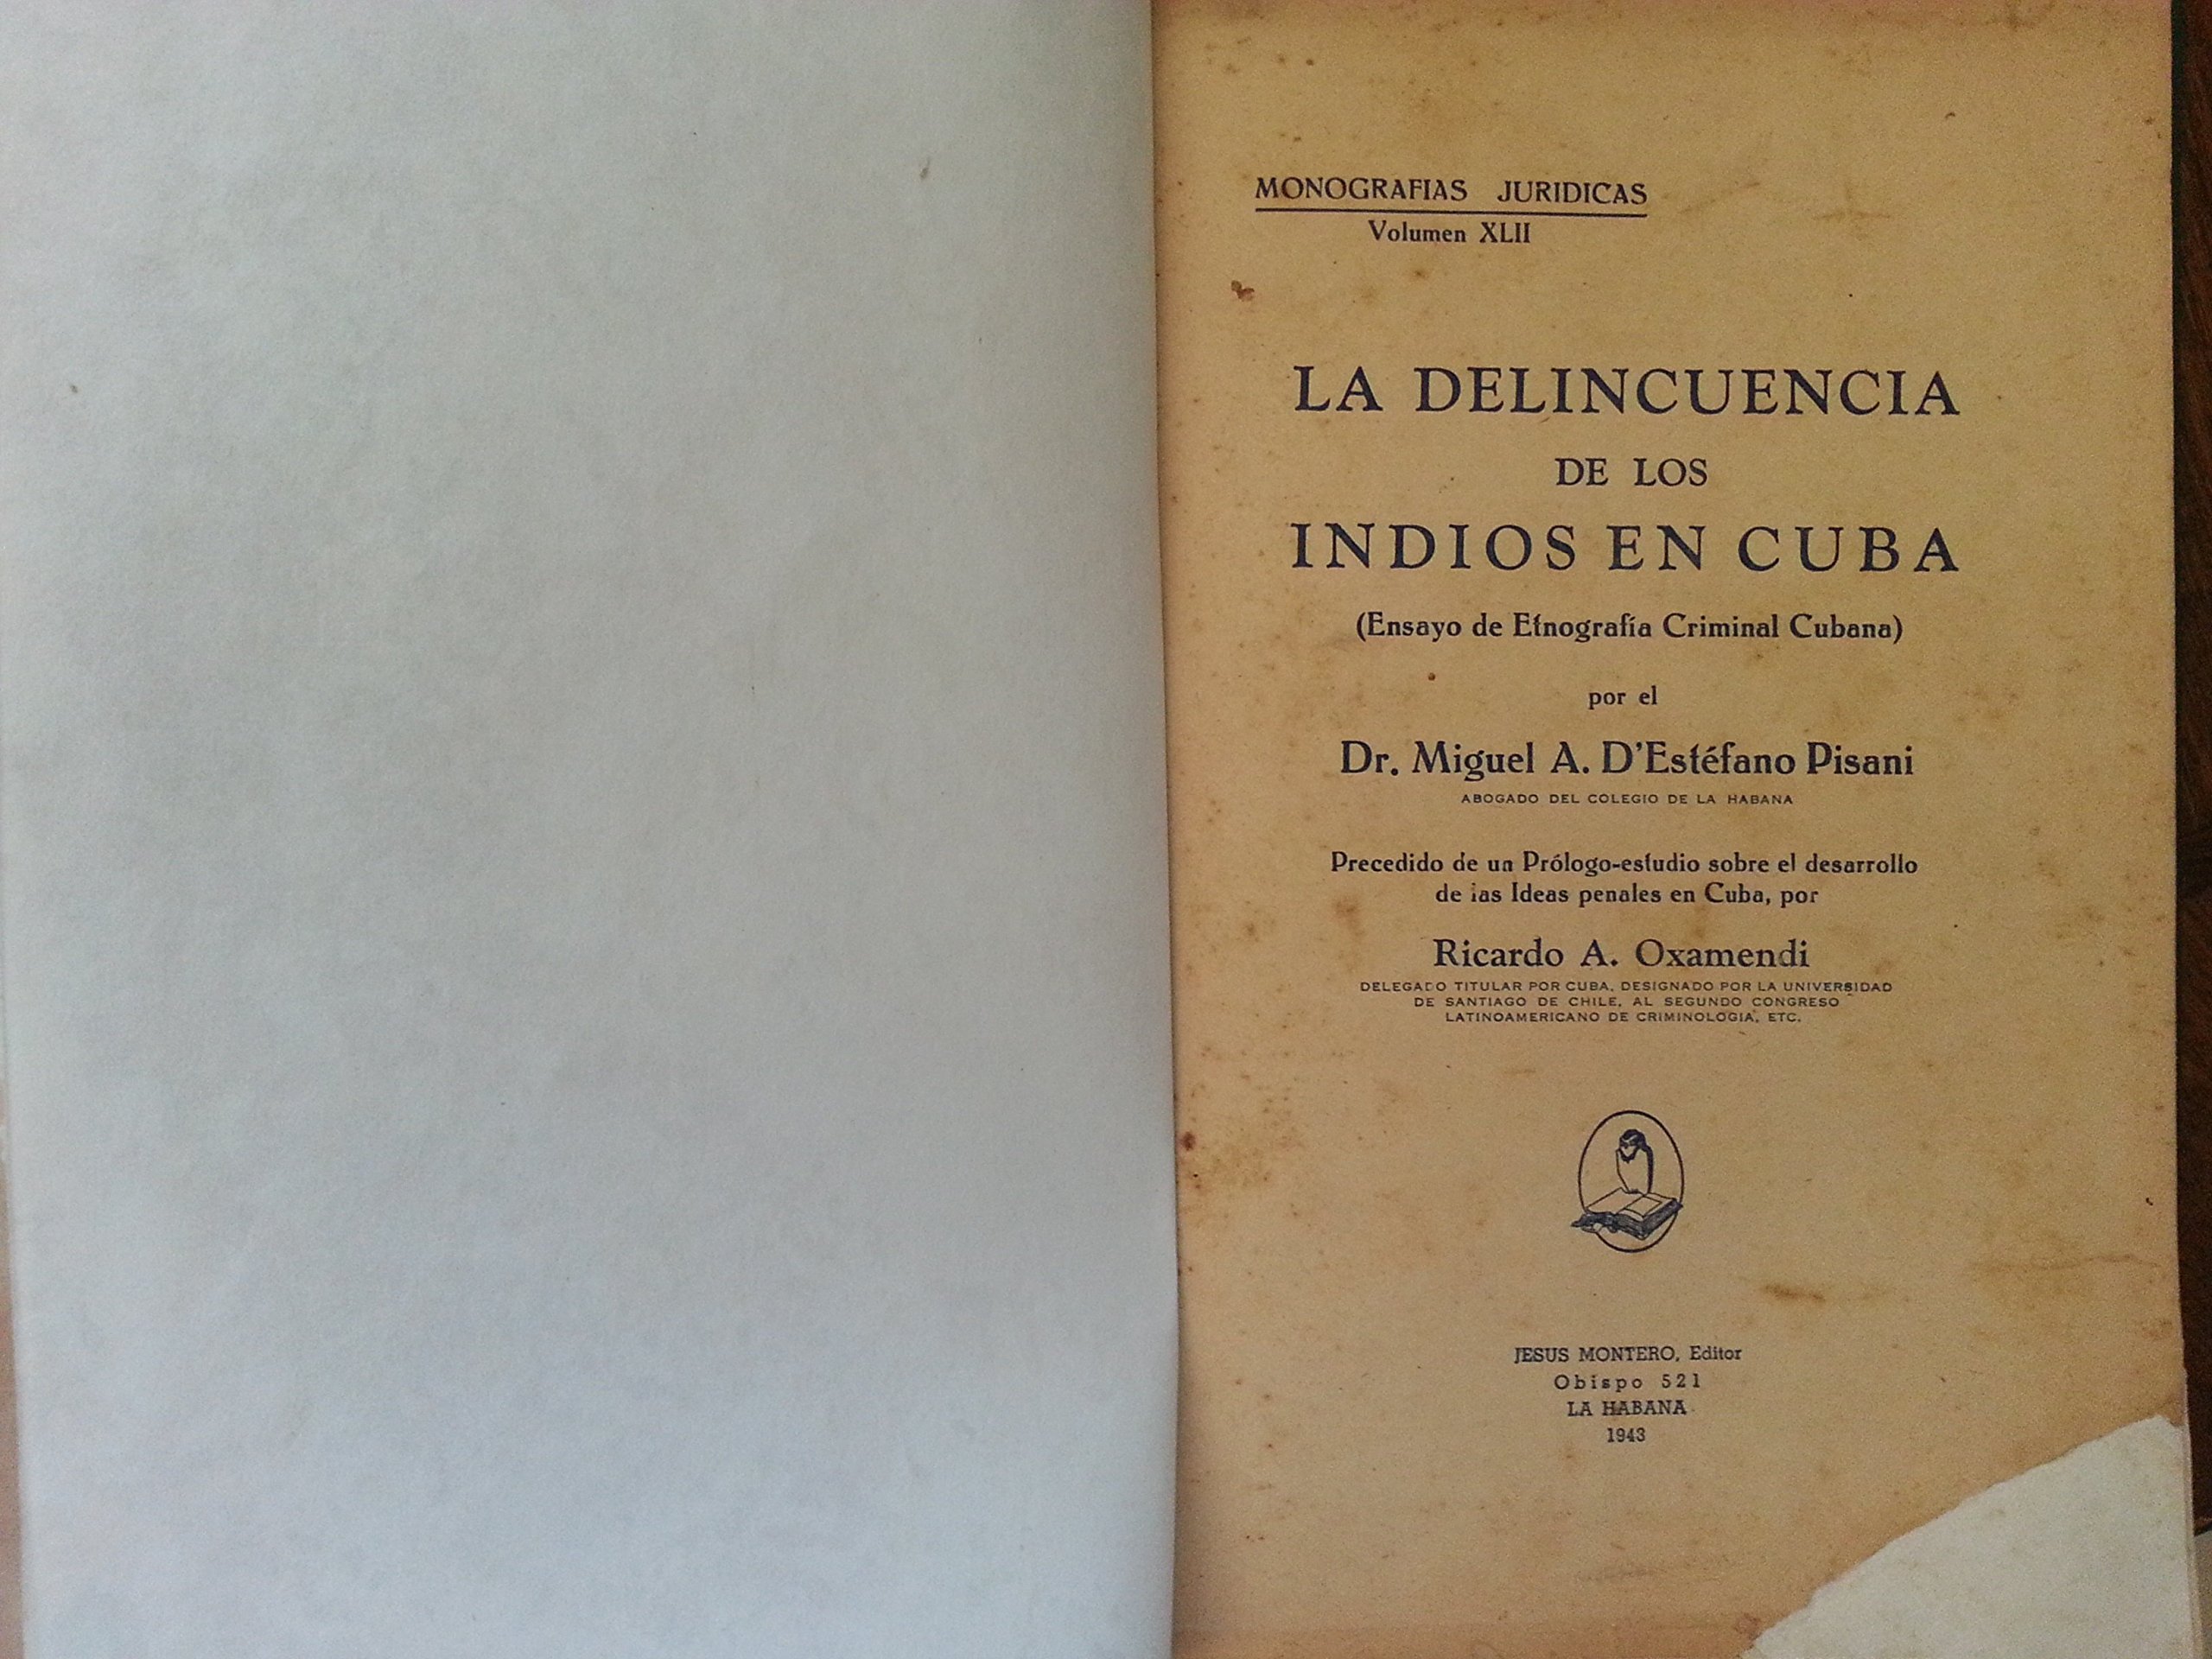 MONOGRAFIAS JURIDICAS
Volumen XLII
LA DELINCUENCIA
DE LOS
INDIOS EN CUBA
(Ensayo de Etnografía Criminal Cubana)
por el
Dr. Miguel A. D'Estéfano Pisani
ABOGADO DEL COLEGIO DE LA HABANA
Precedido de un Prólogo-estudio sobre el desarrollo
de las Ideas penales en Cuba, por
Ricardo A. Oxamendi
DELEGADO TITULAR POR CUBA, DESIGNADO POR LA UNIVERSIDAD
DE SANTIAGO DE CHILE, AL SEGUNDO CONGRESO
LATINOAMERICANO DE CRIMINOLOGIA, ETC.
JESUS MONTERO, Editor
Obispo 521
LA HABANA
1943